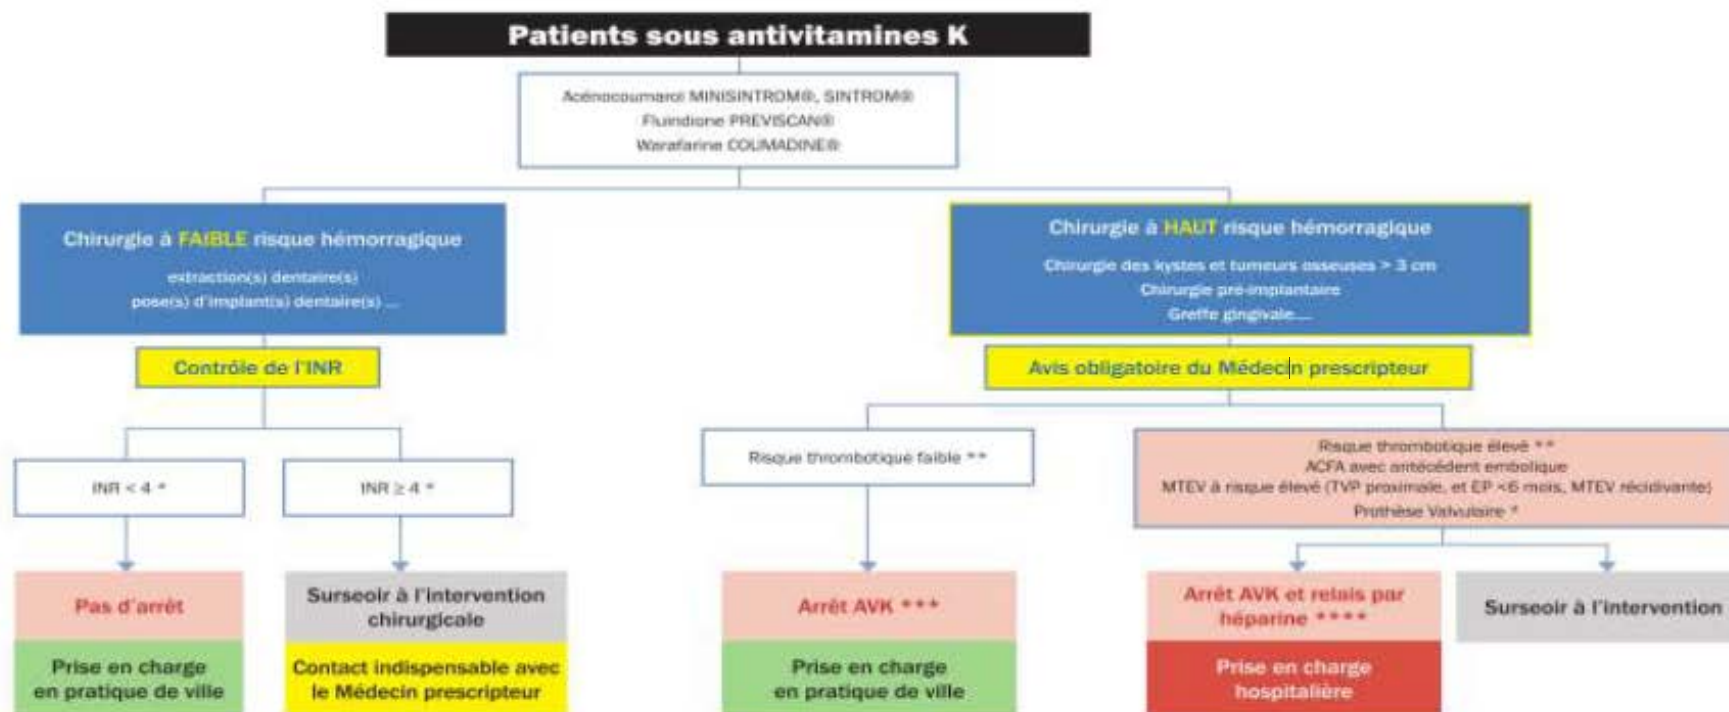 Patients sous antivitamines K
Acénocoumarol MINISINTROM®, SINTROM®
Fluindione PREVISCAN®
Warafarine COUMADINE®
Chirurgie à FAIBLE risque hémorragique
extraction(s) dentaire(s)
pose(s) d'implant(s) dentaire(s) ...
Contrôle de l'INR
INR < 4 *
INR ≥ 4 *
Pas d'arrêt
Prise en charge
en pratique de ville
Surseoir à l'intervention
chirurgicale
Contact indispensable avec
le Médecin prescripteur
Chirurgie à HAUT risque hémorragique
Chirurgie des kystes et tumeurs osseuses > 3 cm
Chirurgie pré-implantaire
Greffe gingivale....
Avis obligatoire du Médecin prescripteur
Risque thrombotique faible **
Arrêt AVK ***
Prise en charge
en pratique de ville
Risque thrombotique élevé **
ACFA avec antécédent embolique
MTEV à risque élevé (TVP proximale, et EP <6 mois, MTEV récidivante)
Prothèse Valvulaire *
Arrêt AVK et relais par
héparine ****
Prise en charge
hospitalière
Surseoir à l'intervention